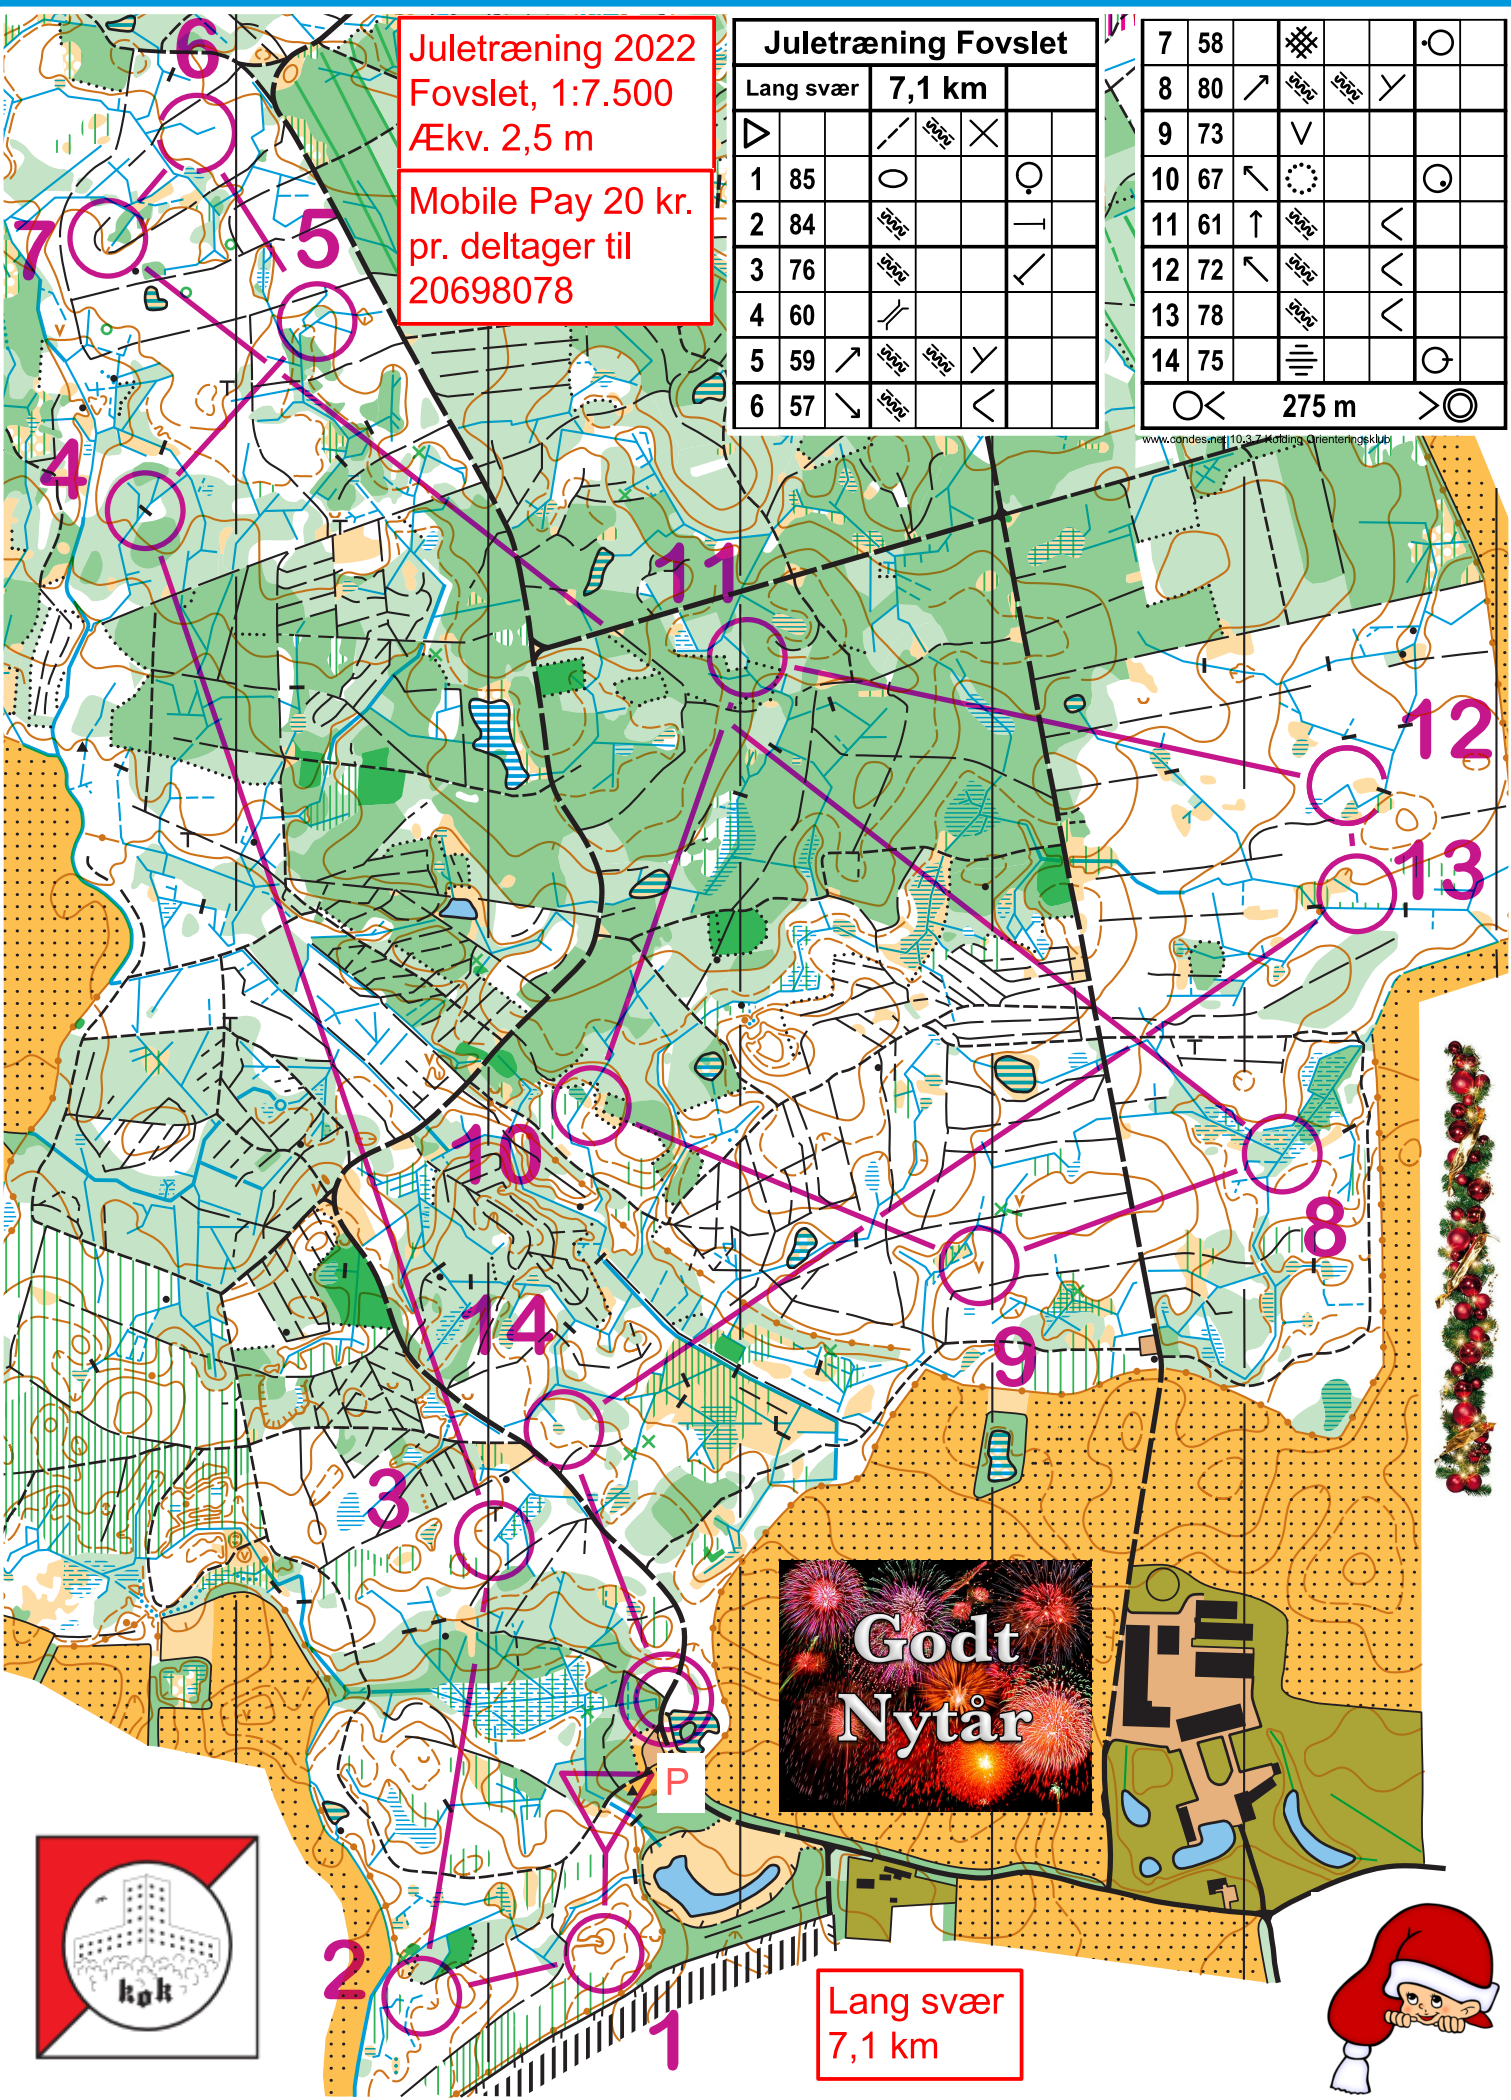 Juletræning 2022
Fovslet, 1:7.500
Ækv. 2,5 m
Mobile Pay 20 kr.
pr. deltager til
20698078
Juletræning Fovslet
Lang svær 7,1 km
1 85
2 84
3 76
4 60
5 59
6 57
7 58
8 80
9 73
10 67
11 61
12 72
13 78
14 75
275 m
www.condes.net 10.3.7 Kolding Orienteringsklub
6
5
7
4
11
12
13
10
8
14
9
3
Godt
Nytår
P
2
1
køk
Lang svær
7,1 km